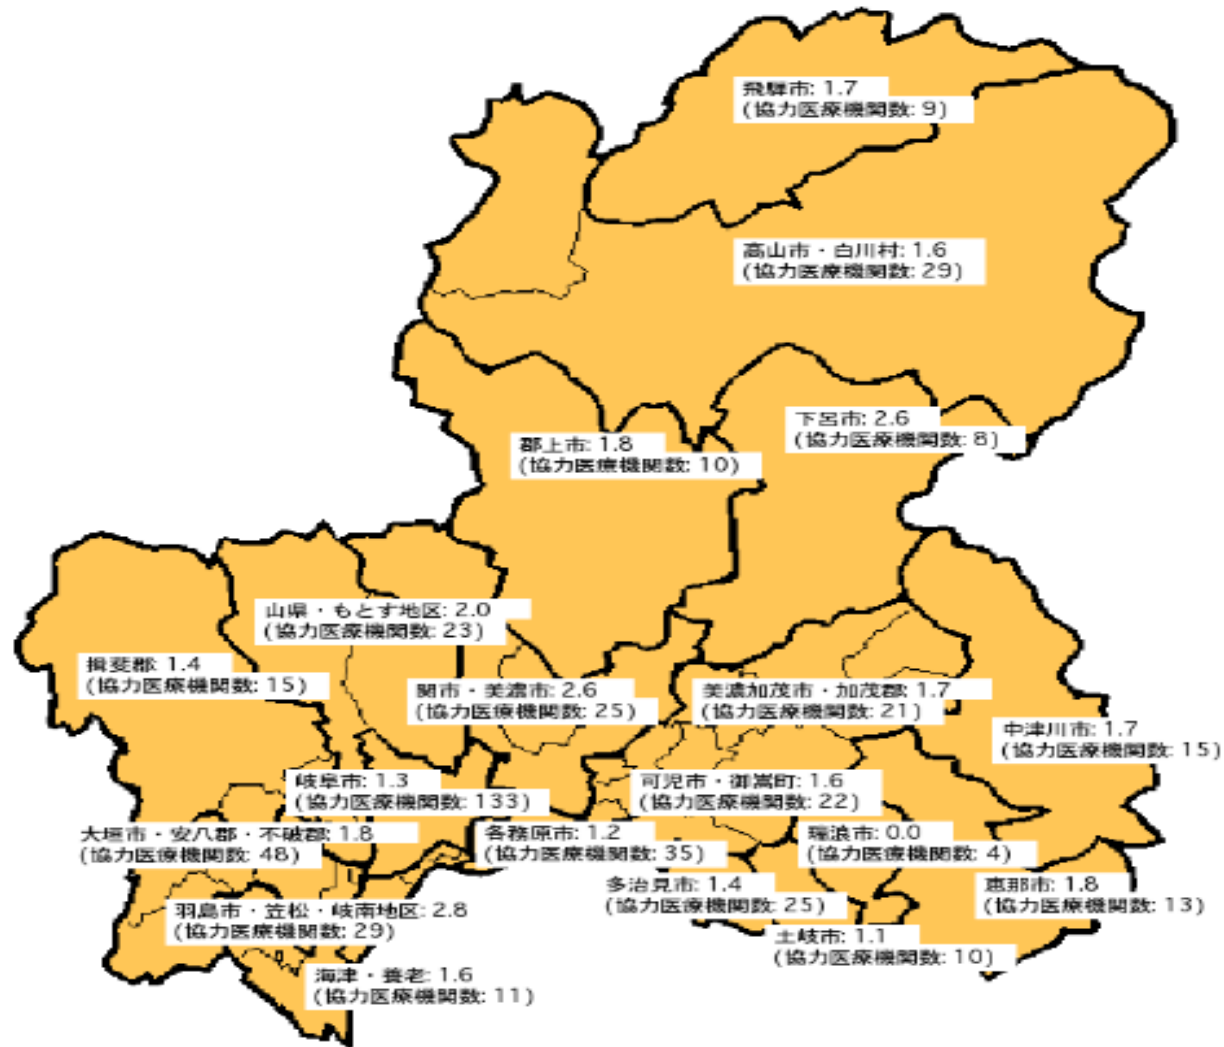 飛騨市: 1.7
(協力医療機関数: 9)
高山市・白川村: 1.6
(協力医療機関数: 29)
下呂市: 2.6
(協力医療機関数: 8)
郡上市: 1.8
(協力医療機関数: 10)
山県・もとす地区: 2.0
(協力医療機関数: 23)
揖斐郡: 1.4
(協力医療機関数: 15)
関市・美濃市: 2.6
(協力医療機関数: 25)
美濃加茂市・加茂郡: 1.7
(協力医療機関数: 21)
中津川市: 1.7
(協力医療機関数: 15)
岐阜市: 1.3
(協力医療機関数: 133)
可児市・御嵩町: 1.6
(協力医療機関数: 22)
大垣市・安八郡・不破郡: 1.8
(協力医療機関数: 48)
各務原市: 1.2
(協力医療機関数: 35)
瑞浪市: 0.0
(協力医療機関数: 4)
多治見市: 1.4
(協力医療機関数: 25)
恵那市: 1.8
(協力医療機関数: 13)
羽島市・笠松・岐南地区: 2.8
(協力医療機関数: 29)
土岐市: 1.1
(協力医療機関数: 10)
海津・養老: 1.6
(協力医療機関数: 11)